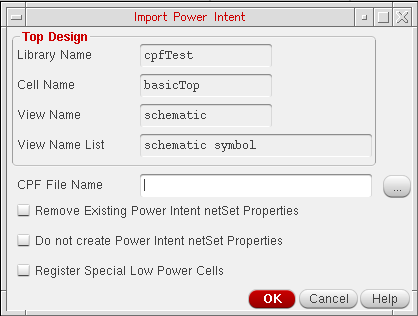 Import Power Intent
Top Design
Library Name cpfTest
Cell Name basicTop
View Name schematic
View Name List schematic symbol
CPF File Name ...
Remove Existing Power Intent netSet Properties
Do not create Power Intent netSet Properties
Register Special Low Power Cells
OK Cancel Help